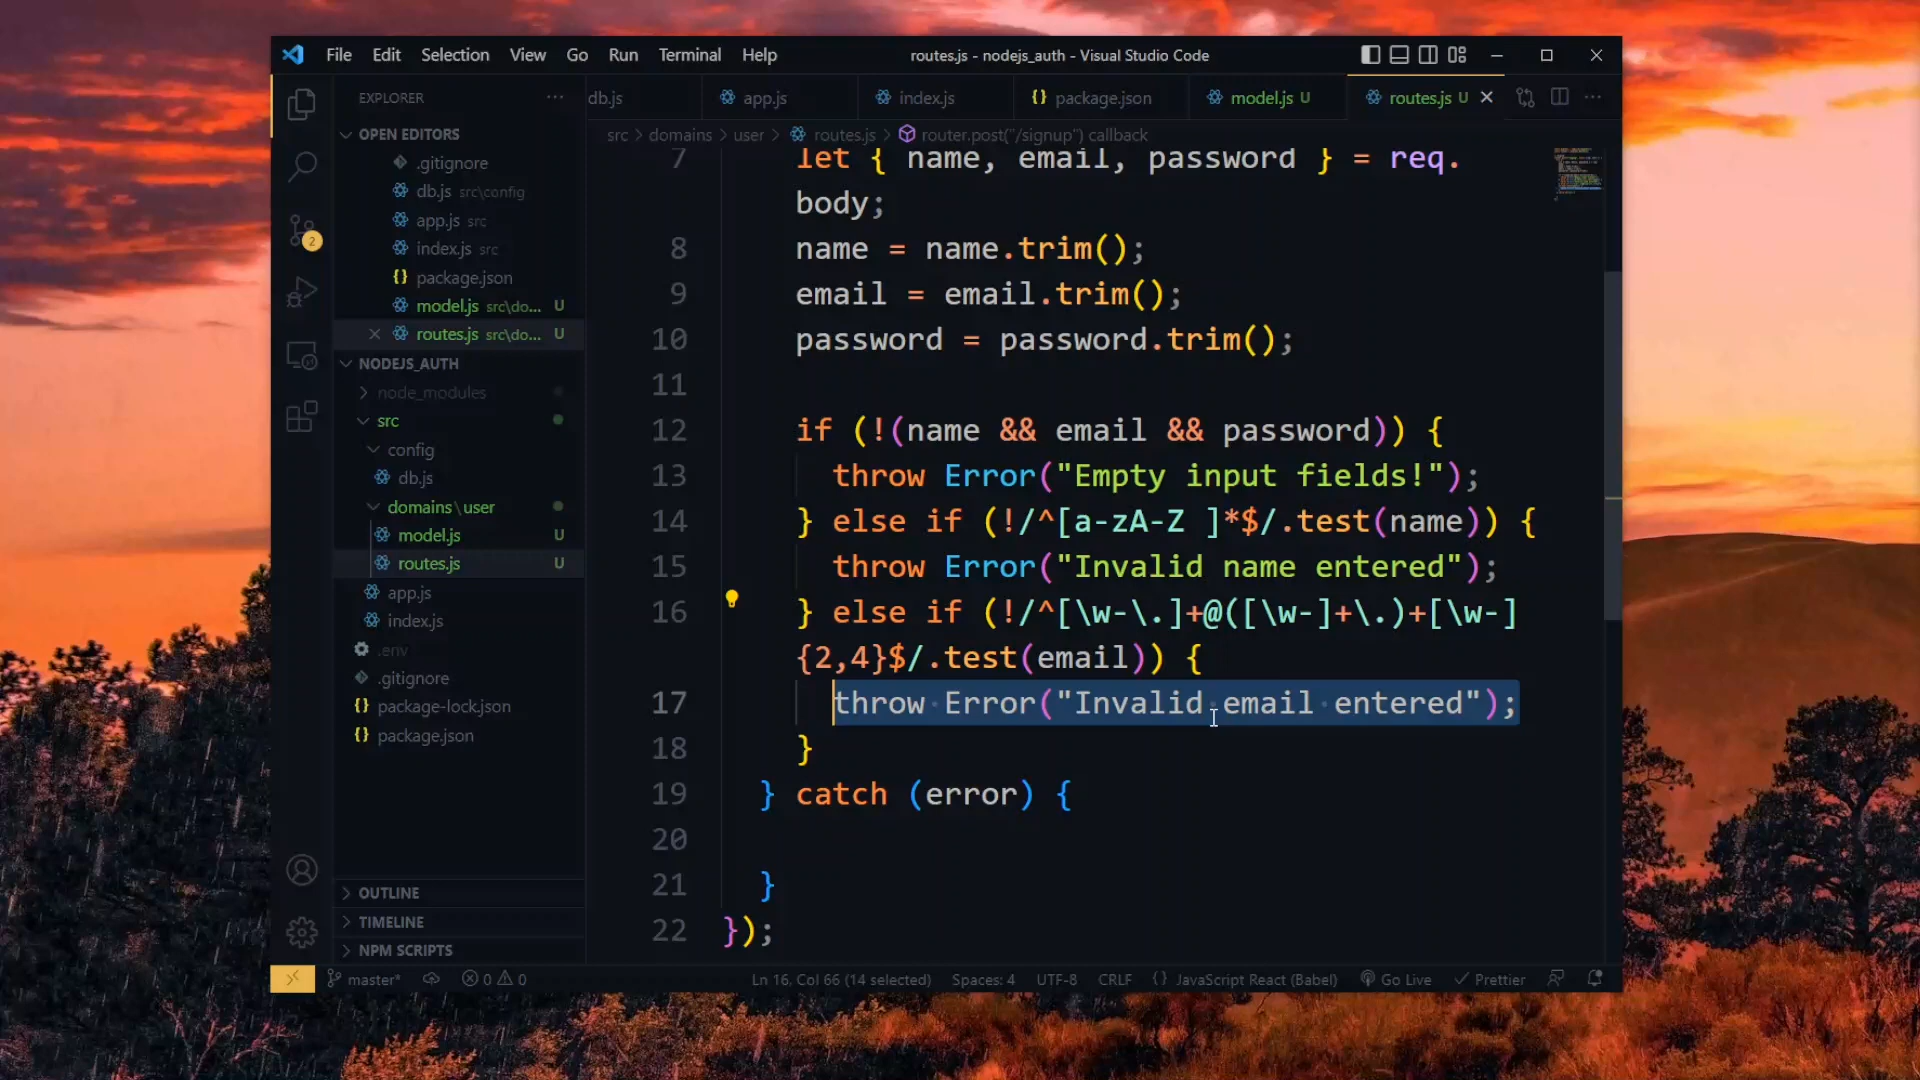 File Edit Selection View Go Run Terminal Help
routes.js - nodejs_auth - Visual Studio Code
EXPLORER ...
OPEN EDITORS
.gitignore
db.js src\config
app.js src
index.js src
package.json
model.js src\do... U
routes.js src\do... U
NODEJS_AUTH
node_modules
src
config
db.js
domains\user
model.js U
routes.js U
app.js
index.js
.env
.gitignore
package-lock.json
package.json
OUTLINE
TIMELINE
NPM SCRIPTS
2
db.js app.js index.js {} package.json model.js U routes.js U
src > domains > user > routes.js > router.post("/signup") callback
7 let { name, email, password } = req.
body;
8 name = name.trim();
9 email = email.trim();
10 password = password.trim();
11
12 if (!(name && email && password)) {
13 throw Error("Empty input fields!");
14 } else if (!/^[a-zA-Z ]*$/.test(name)) {
15 throw Error("Invalid name entered");
16 } else if (!/^[\w-\.]+@([\w-]+\.)+[\w-]
{2,4}$/.test(email)) {
17 throw Error("Invalid email entered");
18 }
19 } catch (error) {
20
21 }
22 });
master* 0 0 Ln 16, Col 66 (14 selected) Spaces: 4 UTF-8 CRLF {} JavaScript React (Babel) Go Live Prettier